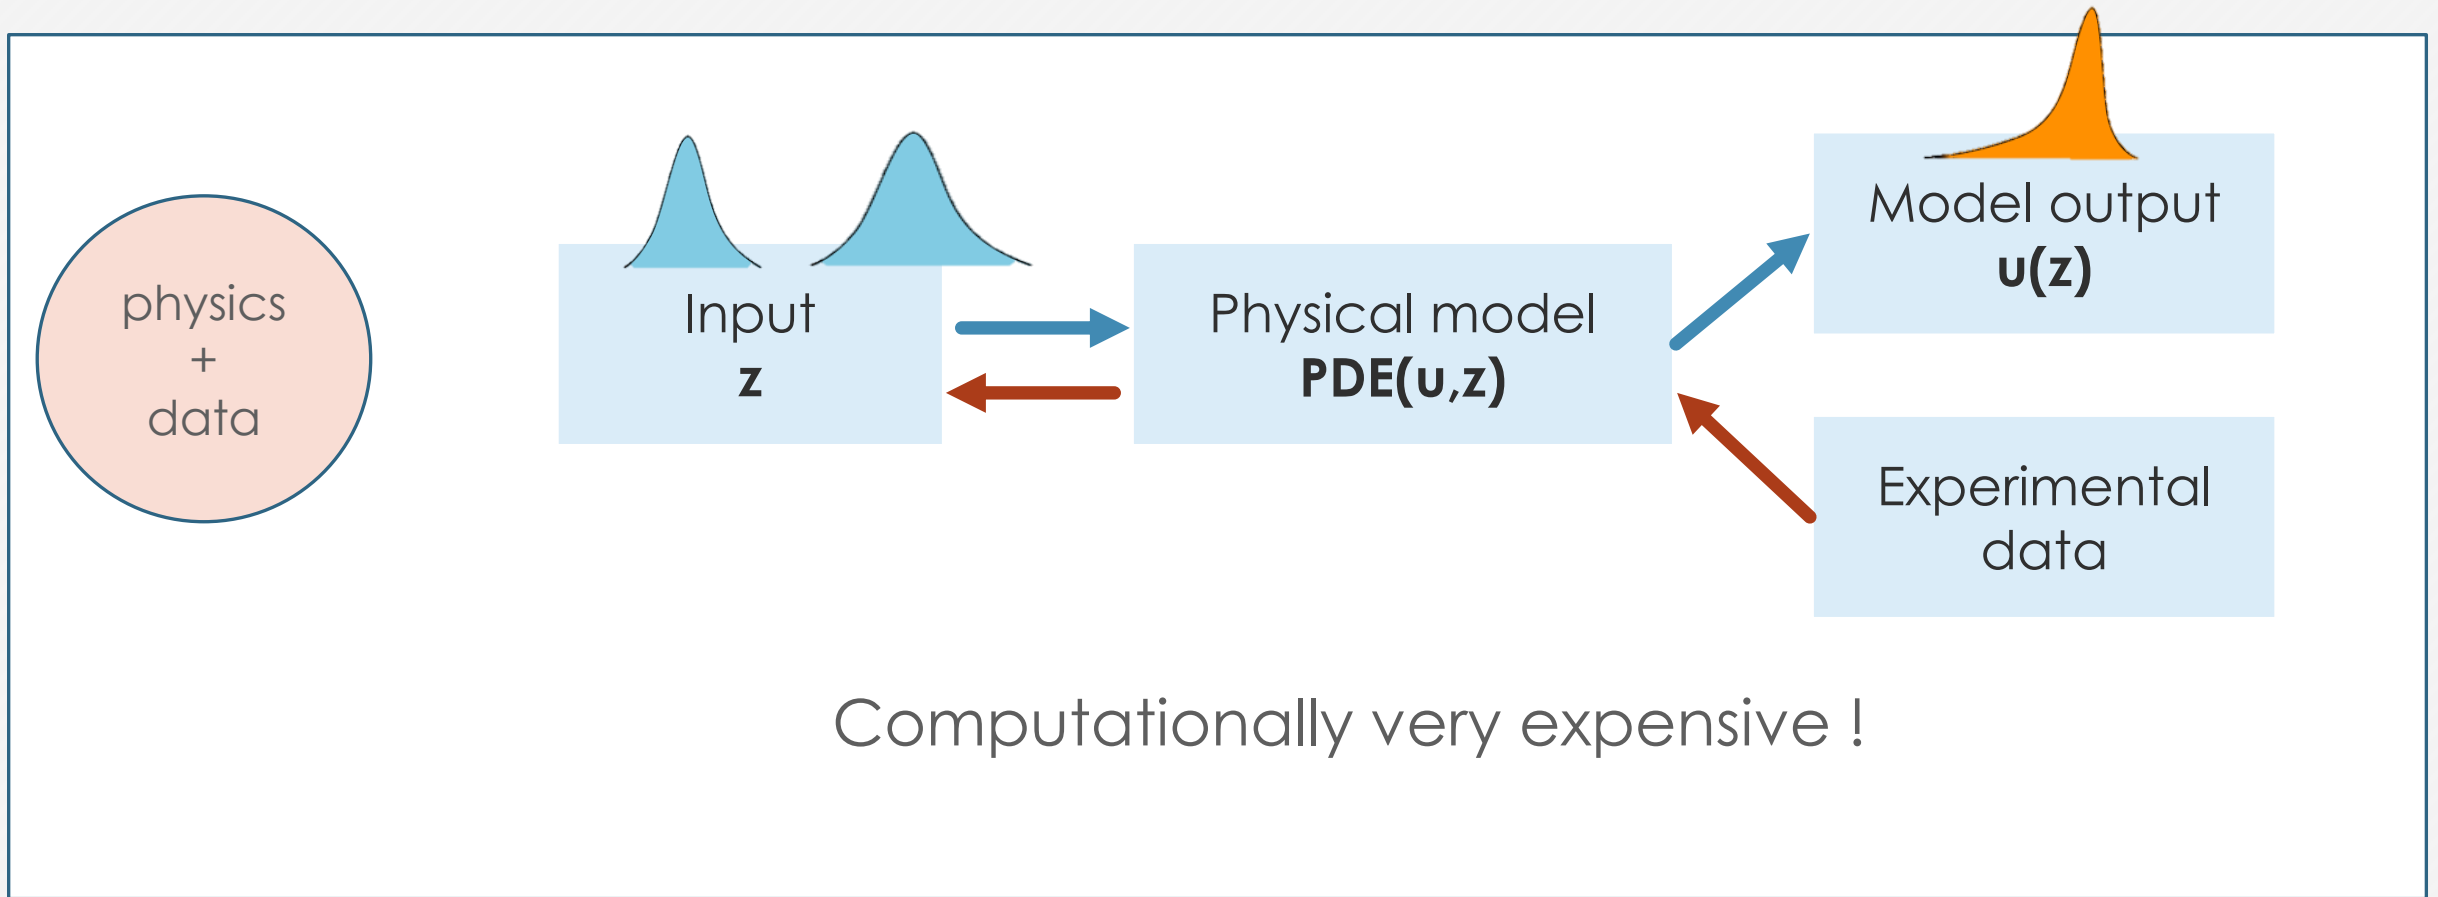 physics
+
data
Input
z
Physical model
PDE(u,z)
Model output
u(z)
Experimental
data
Computationally very expensive !